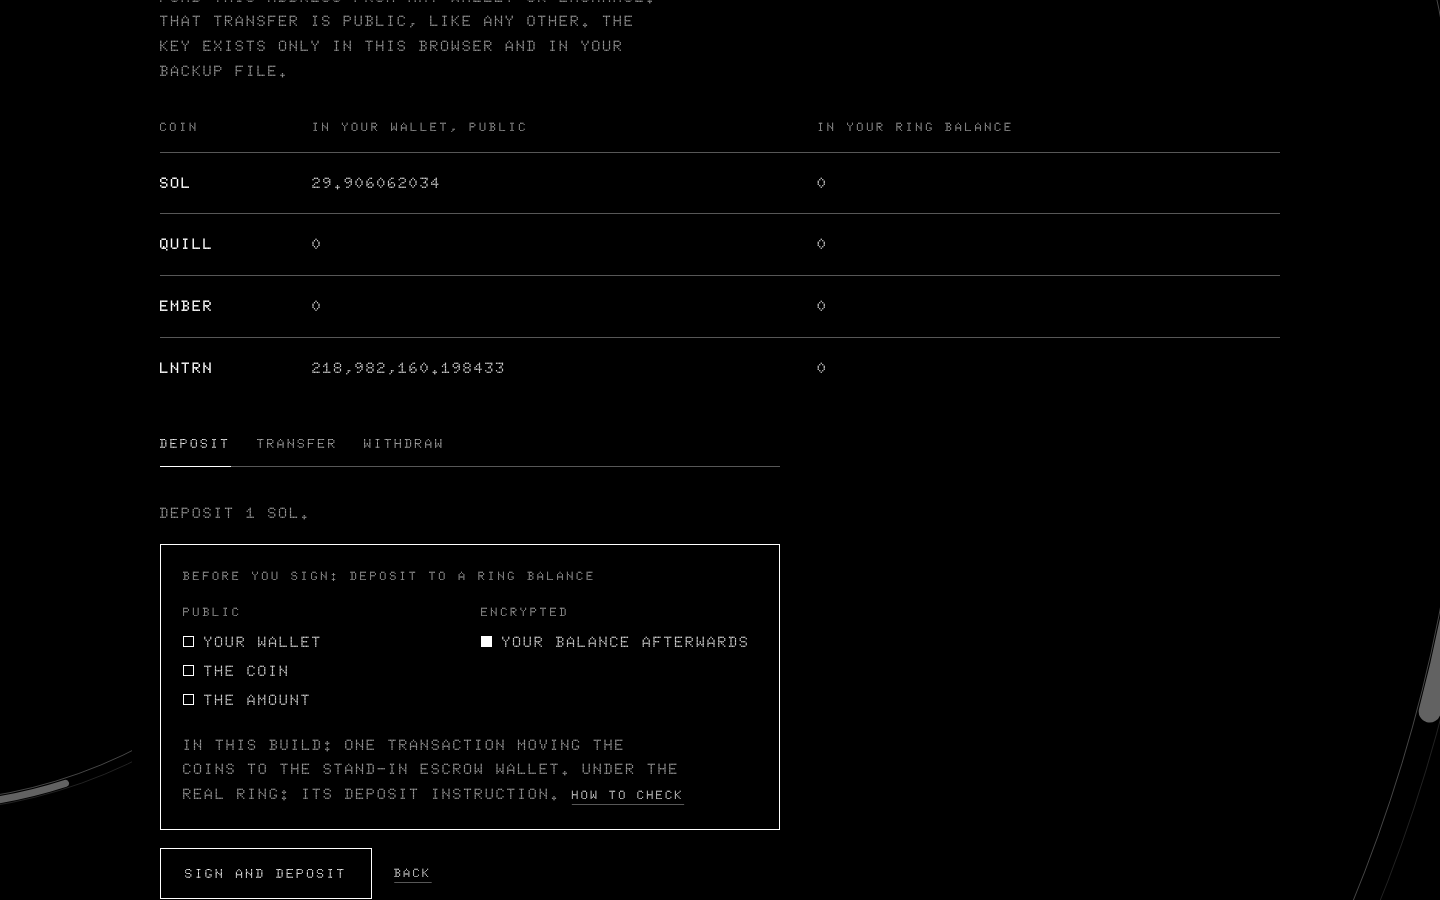 THAT TRANSFER IS PUBLIC, LIKE ANY OTHER. THE
KEY EXISTS ONLY IN THIS BROWSER AND IN YOUR
BACKUP FILE.
COIN IN YOUR WALLET, PUBLIC IN YOUR RING BALANCE
SOL 29.906062034 0
QUILL 0 0
EMBER 0 0
LNTRN 218,982,160.198433 0
DEPOSIT TRANSFER WITHDRAW
DEPOSIT 1 SOL.
BEFORE YOU SIGN: DEPOSIT TO A RING BALANCE
PUBLIC ENCRYPTED
YOUR WALLET YOUR BALANCE AFTERWARDS
THE COIN
THE AMOUNT
IN THIS BUILD: ONE TRANSACTION MOVING THE
COINS TO THE STAND-IN ESCROW WALLET. UNDER THE
REAL RING: ITS DEPOSIT INSTRUCTION. HOW TO CHECK
SIGN AND DEPOSIT BACK